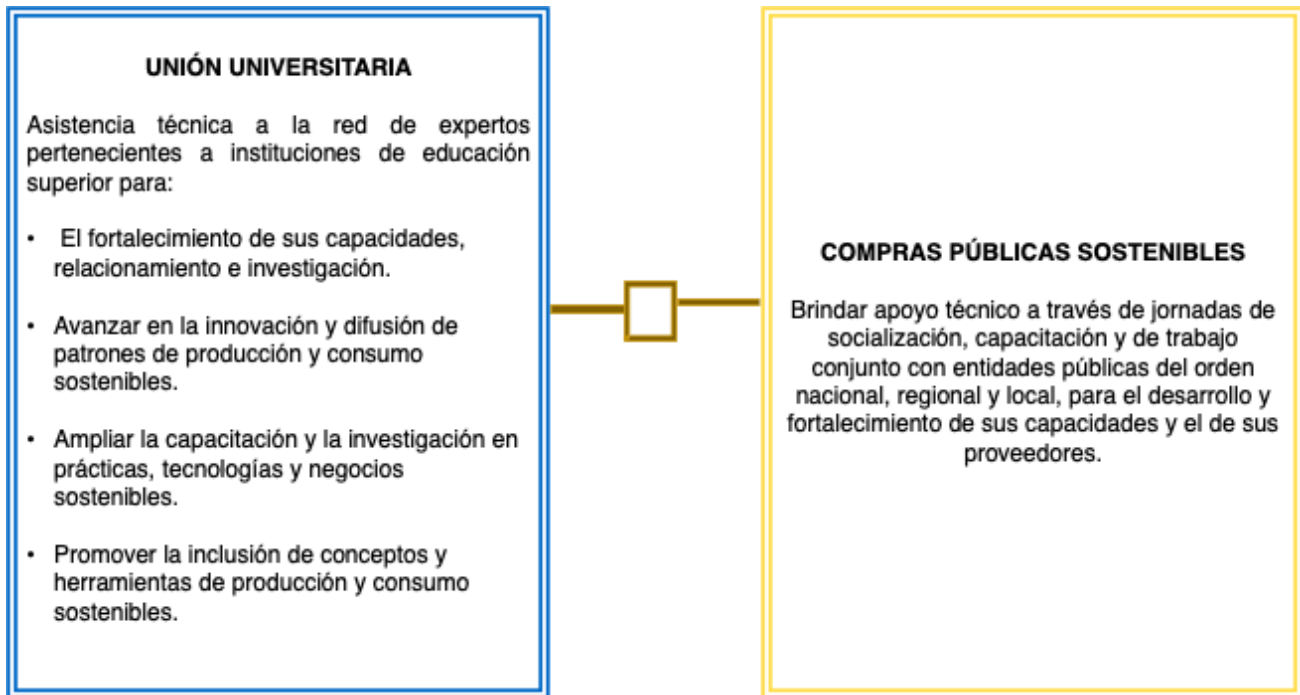 UNIÓN UNIVERSITARIA
Asistencia técnica a la red de expertos
pertenecientes a instituciones de educación
superior para:
• El fortalecimiento de sus capacidades,
relacionamiento e investigación.
• Avanzar en la innovación y difusión de
patrones de producción y consumo
sostenibles.
• Ampliar la capacitación y la investigación en
prácticas, tecnologías y negocios
sostenibles.
• Promover la inclusión de conceptos y
herramientas de producción y consumo
sostenibles.
COMPRAS PÚBLICAS SOSTENIBLES
Brindar apoyo técnico a través de jornadas de
socialización, capacitación y de trabajo
conjunto con entidades públicas del orden
nacional, regional y local, para el desarrollo y
fortalecimiento de sus capacidades y el de sus
proveedores.